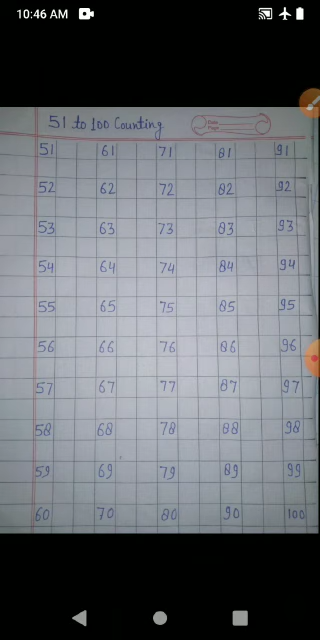 10:46 AM
51 to 100 Counting
Date
Page
51 61 71 81 91
52 62 72 82 92
53 63 73 83 93
54 64 74 84 94
55 65 75 85 95
56 66 76 86 96
57 67 77 87 97
58 68 78 88 98
59 69 79 89 99
60 70 80 90 100